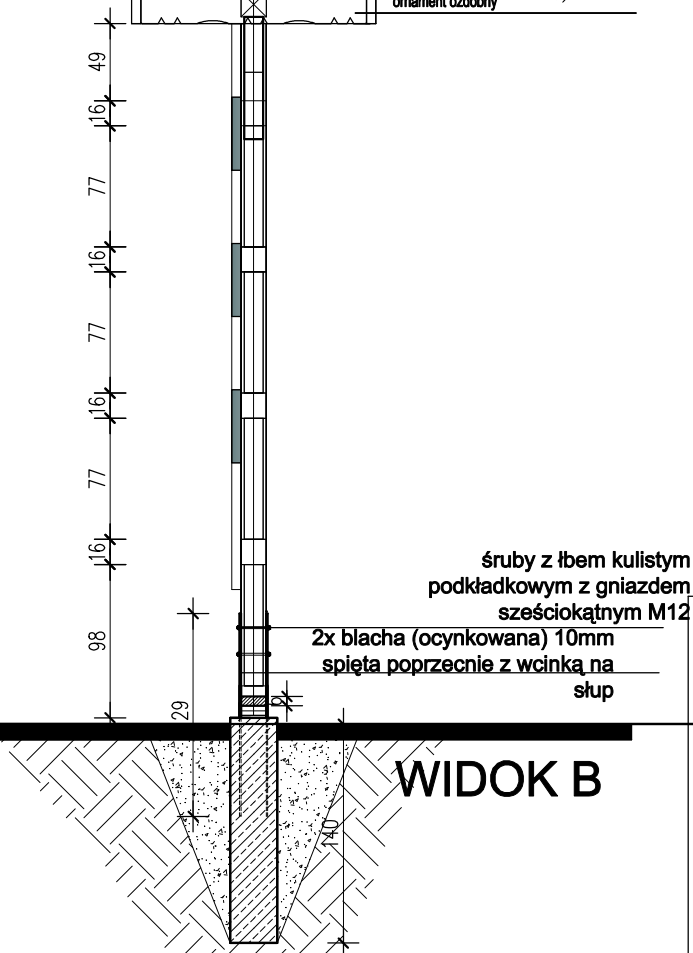 ornament ozdobny
49
16
77
16
77
16
77
16
98
29
9
140
śruby z łbem kulistym
podkładkowym z gniazdem
sześciokątnym M12
2x blacha (ocynkowana) 10mm
spięta poprzecznie z wcinką na
słup
WIDOK B